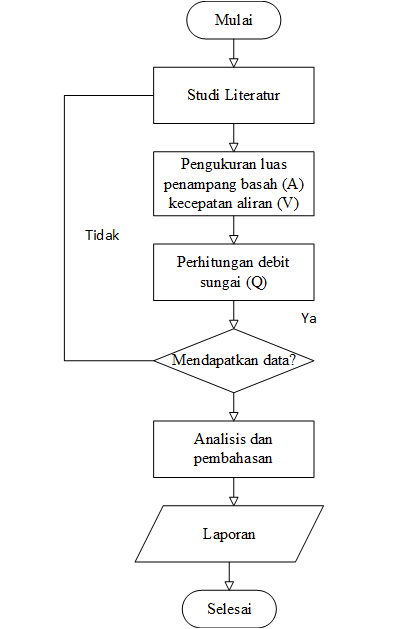 Mulai
Studi Literatur
Pengukuran luas
penampang basah (A)
kecepatan aliran (V)
Tidak
Perhitungan debit
sungai (Q)
Ya
Mendapatkan data?
Analisis dan
pembahasan
Laporan
Selesai